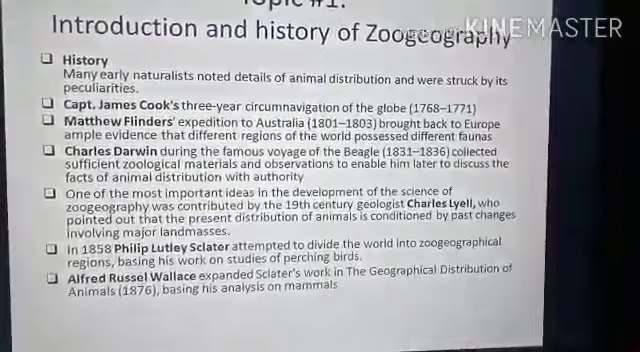 Topic #1:
Introduction and history of Zoogeography
KINEMASTER
❑ History
Many early naturalists noted details of animal distribution and were struck by its
peculiarities.
❑ Capt. James Cook's three-year circumnavigation of the globe (1768–1771)
❑ Matthew Flinders' expedition to Australia (1801–1803) brought back to Europe
ample evidence that different regions of the world possessed different faunas
❑ Charles Darwin during the famous voyage of the Beagle (1831–1836) collected
sufficient zoological materials and observations to enable him later to discuss the
facts of animal distribution with authority
❑ One of the most important ideas in the development of the science of
zoogeography was contributed by the 19th century geologist Charles Lyell, who
pointed out that the present distribution of animals is conditioned by past changes
involving major landmasses.
❑ In 1858 Philip Lutley Sclater attempted to divide the world into zoogeographical
regions, basing his work on studies of perching birds.
❑ Alfred Russel Wallace expanded Sclater's work in The Geographical Distribution of
Animals (1876), basing his analysis on mammals